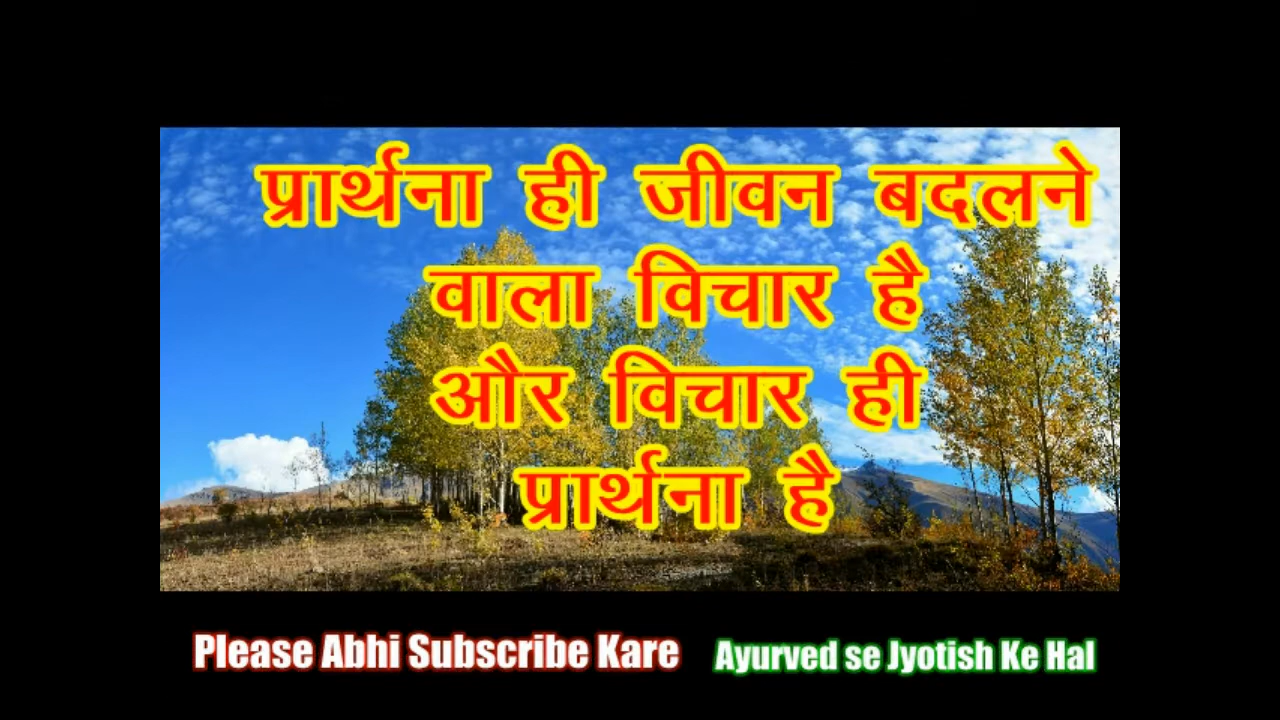 प्रार्थना ही जीवन बदलने
वाला विचार है
और विचार ही
प्रार्थना है
Please Abhi Subscribe Kare
Ayurved se Jyotish Ke Hal